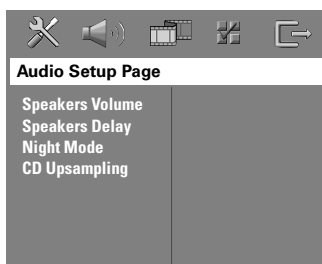 Audio Setup Page
Speakers Volume
Speakers Delay
Night Mode
CD Upsampling